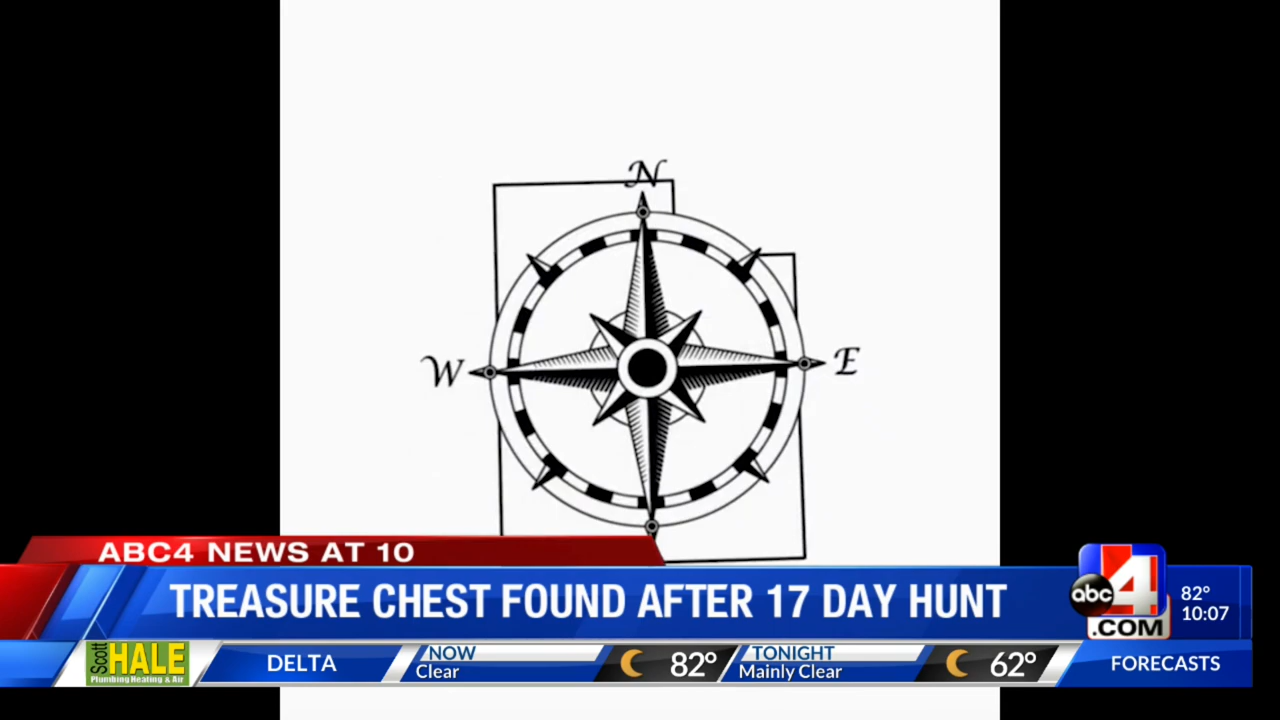 N
W
E
ABC4 NEWS AT 10
TREASURE CHEST FOUND AFTER 17 DAY HUNT
abc 4
.COM
82°
10:07
Scott HALE
Plumbing Heating & Air
DELTA
NOW
Clear
82°
TONIGHT
Mainly Clear
62°
FORECASTS